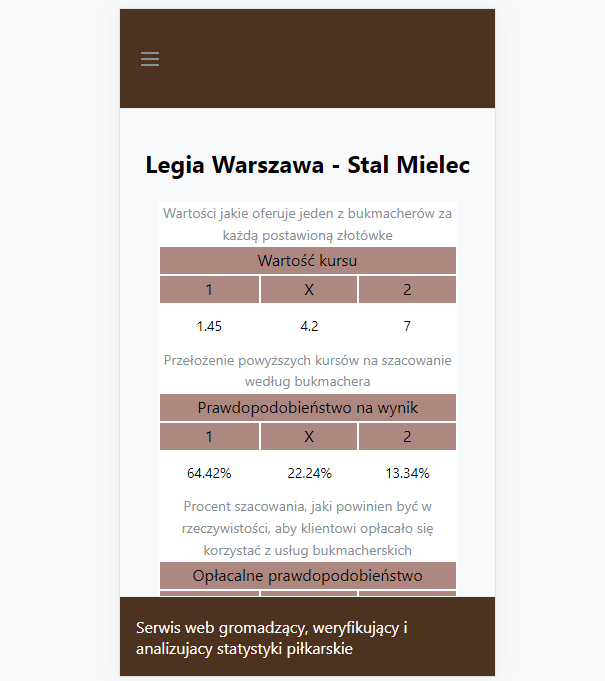 Legia Warszawa - Stal Mielec
Wartości jakie oferuje jeden z bukmacherów za
każdą postawioną złotówke
Wartość kursu
1 X 2
1.45 4.2 7
Przełożenie powyższych kursów na szacowanie
według bukmachera
Prawdopodobieństwo na wynik
1 X 2
64.42% 22.24% 13.34%
Procent szacowania, jaki powinien być w
rzeczywistości, aby klientowi opłacało się
korzystać z usług bukmacherskich
Opłacalne prawdopodobieństwo
Serwis web gromadzący, weryfikujący i
analizujacy statystyki piłkarskie